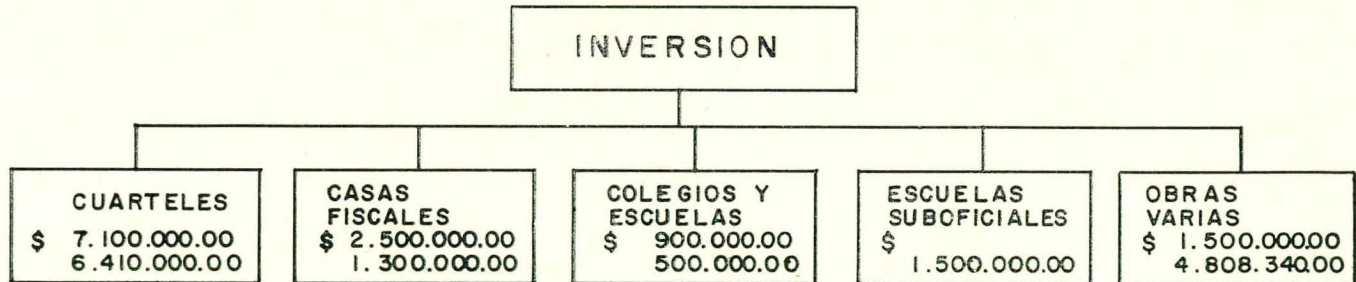 INVERSION
CUARTELES
$ 7.100.000.00
6.410.000.00
CASAS
FISCALES
$ 2.500.000.00
1.300.000.00
COLEGIOS Y
ESCUELAS
$ 900.000.00
500.000.00
ESCUELAS
SUBOFICIALES
$
1.500.000.00
OBRAS
VARIAS
$ 1.500.000.00
4.808.340.00